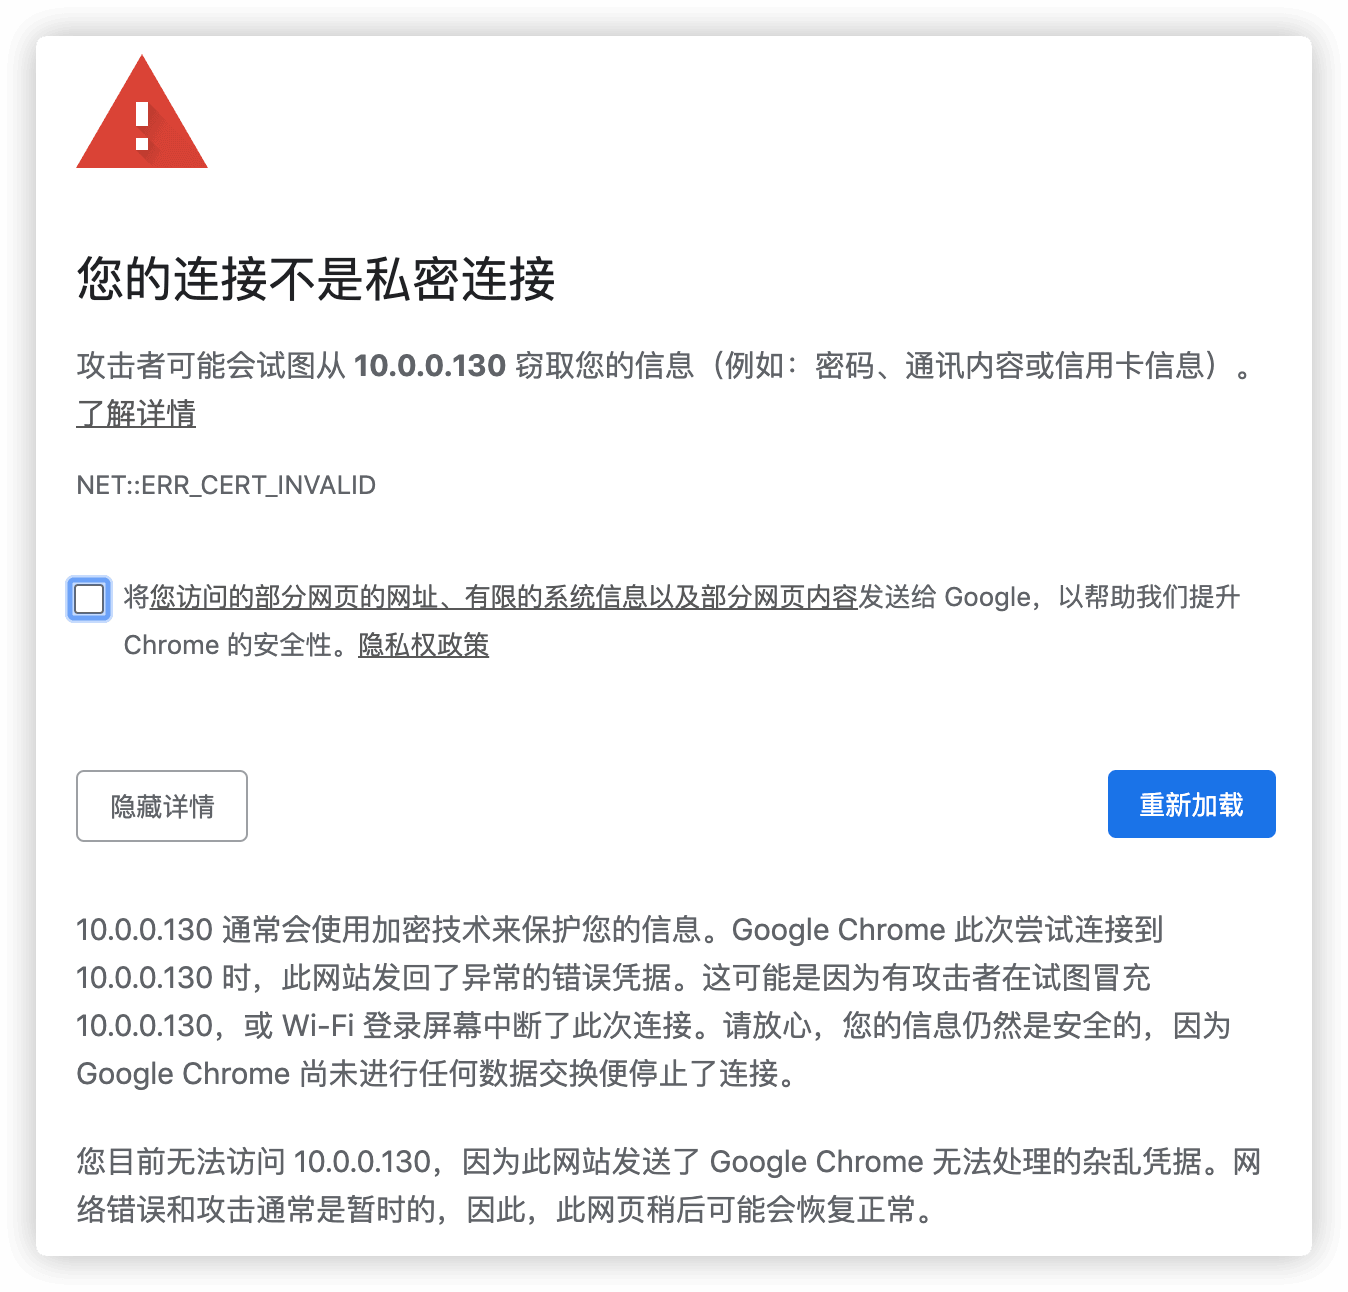 您的连接不是私密连接
攻击者可能会试图从 10.0.0.130 窃取您的信息（例如：密码、通讯内容或信用卡信息）。
了解详情
NET::ERR_CERT_INVALID
将您访问的部分网页的网址、有限的系统信息以及部分网页内容发送给 Google，以帮助我们提升
Chrome 的安全性。隐私权政策
隐藏详情
重新加载
10.0.0.130 通常会使用加密技术来保护您的信息。Google Chrome 此次尝试连接到
10.0.0.130 时，此网站发回了异常的错误凭据。这可能是因为有攻击者在试图冒充
10.0.0.130，或 Wi-Fi 登录屏幕中断了此次连接。请放心，您的信息仍然是安全的，因为
Google Chrome 尚未进行任何数据交换便停止了连接。
您目前无法访问 10.0.0.130，因为此网站发送了 Google Chrome 无法处理的杂乱凭据。网
络错误和攻击通常是暂时的，因此，此网页稍后可能会恢复正常。